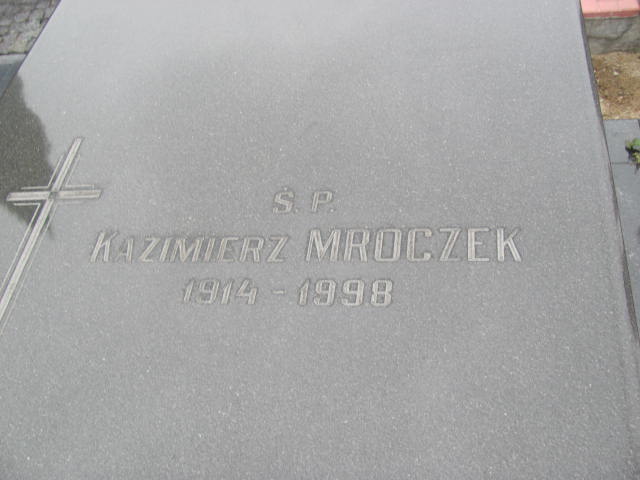 Ś. P.
KAZIMIERZ MROCZEK
1914 - 1998